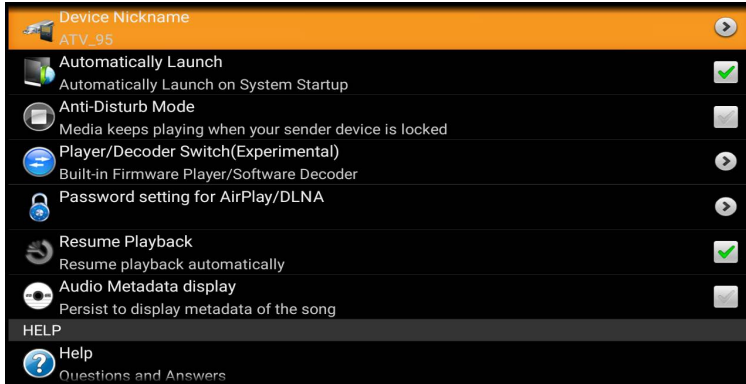 Device Nickname
ATV_95
Automatically Launch
Automatically Launch on System Startup
Anti-Disturb Mode
Media keeps playing when your sender device is locked
Player/Decoder Switch(Experimental)
Built-in Firmware Player/Software Decoder
Password setting for AirPlay/DLNA
Resume Playback
Resume playback automatically
Audio Metadata display
Persist to display metadata of the song
HELP
Help
Questions and Answers